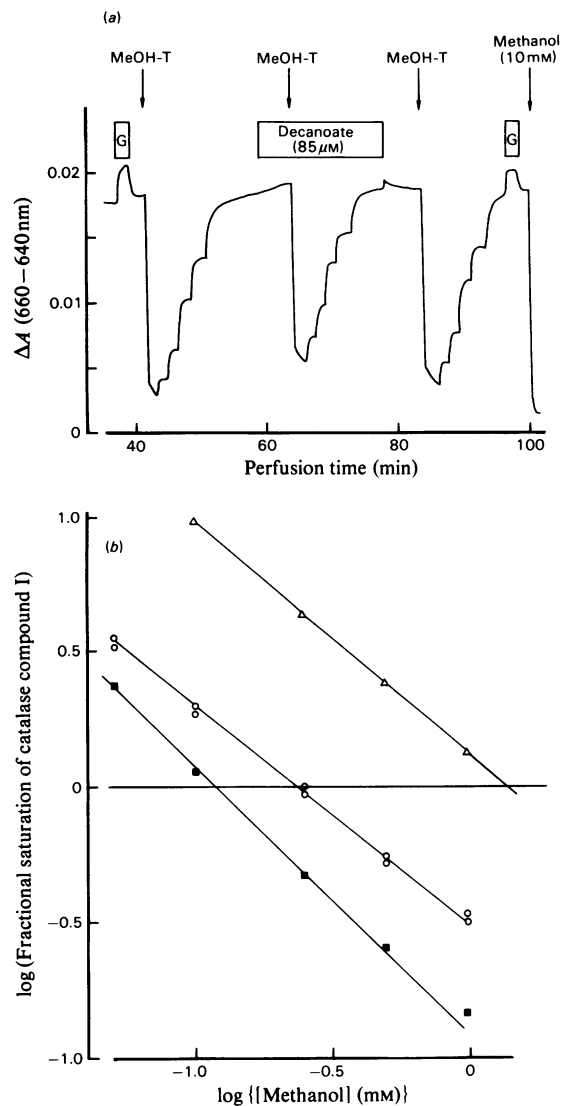 (a)
Methanol
MeOH-T MeOH-T MeOH-T (10 mM)
G Decanoate G
(85 μM)
0.02
0.01
0
ΔA (660–640 nm)
40 60 80 100
Perfusion time (min)
(b)
1.0
0.5
0
−0.5
−1.0
log (Fractional saturation of catalase compound I)
−1.0 −0.5 0
log {[Methanol] (mM)}